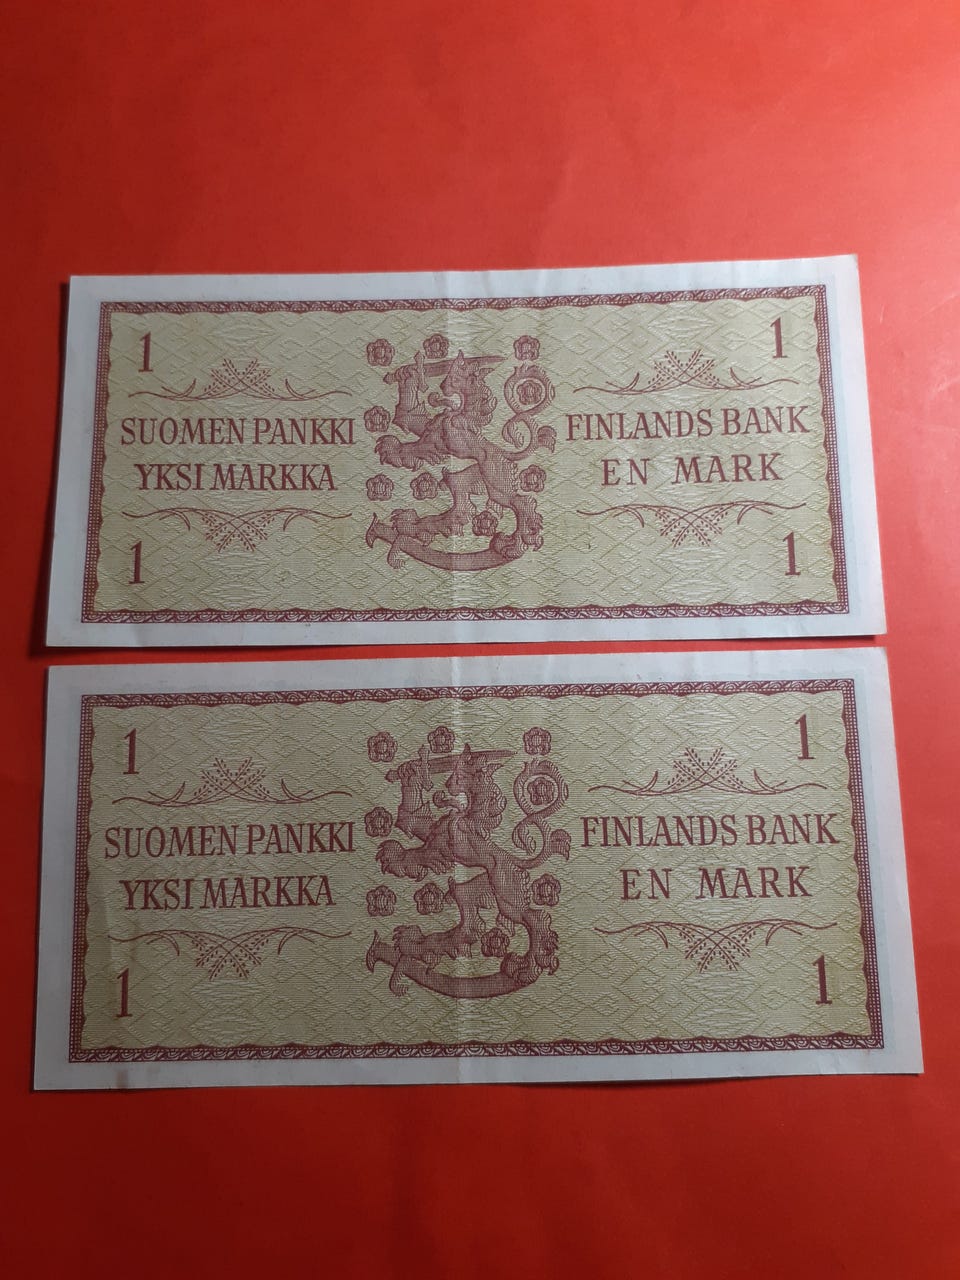 1 1
SUOMEN PANKKI FINLANDS BANK
YKSI MARKKA EN MARK
1 1
1 1
SUOMEN PANKKI FINLANDS BANK
YKSI MARKKA EN MARK
1 1